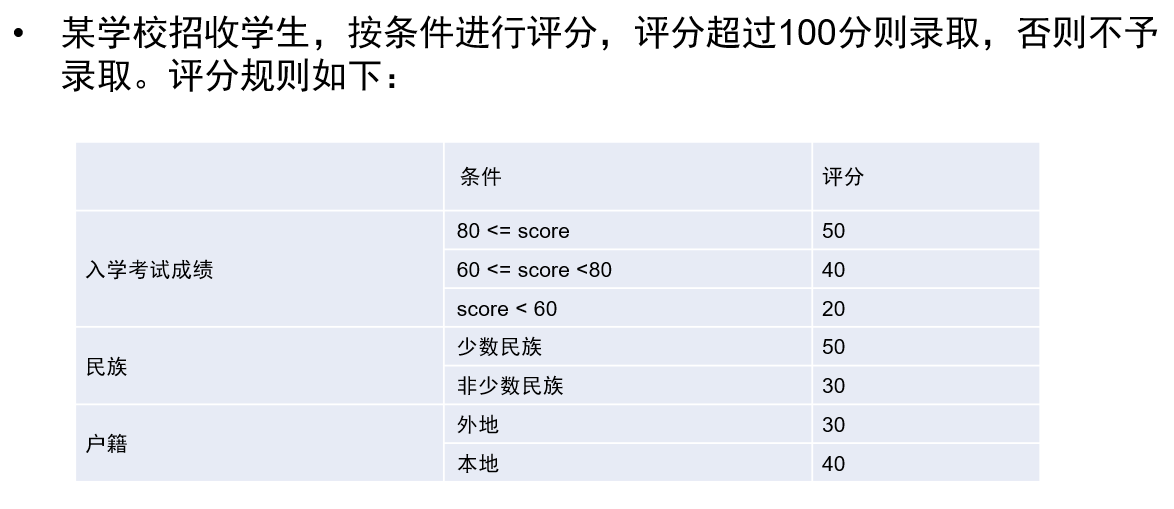 • 某学校招收学生，按条件进行评分，评分超过100分则录取，否则不予
录取。评分规则如下：
条件 评分
入学考试成绩
80 <= score 50
60 <= score <80 40
score < 60 20
民族
少数民族 50
非少数民族 30
户籍
外地 30
本地 40